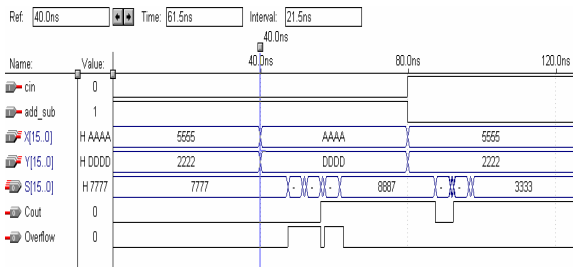 Ref: 40.0ns Time: 61.5ns Interval: 21.5ns
40.0ns
Name: Value: 40.0ns 80.0ns 120.0ns
cin 0
add_sub 1
X[15..0] H AAAA 5555 AAAA 5555
Y[15..0] H DDDD 2222 DDDD 2222
S[15..0] H 7777 7777 - - - 8887 - - 3333
Cout 0
Overflow 0